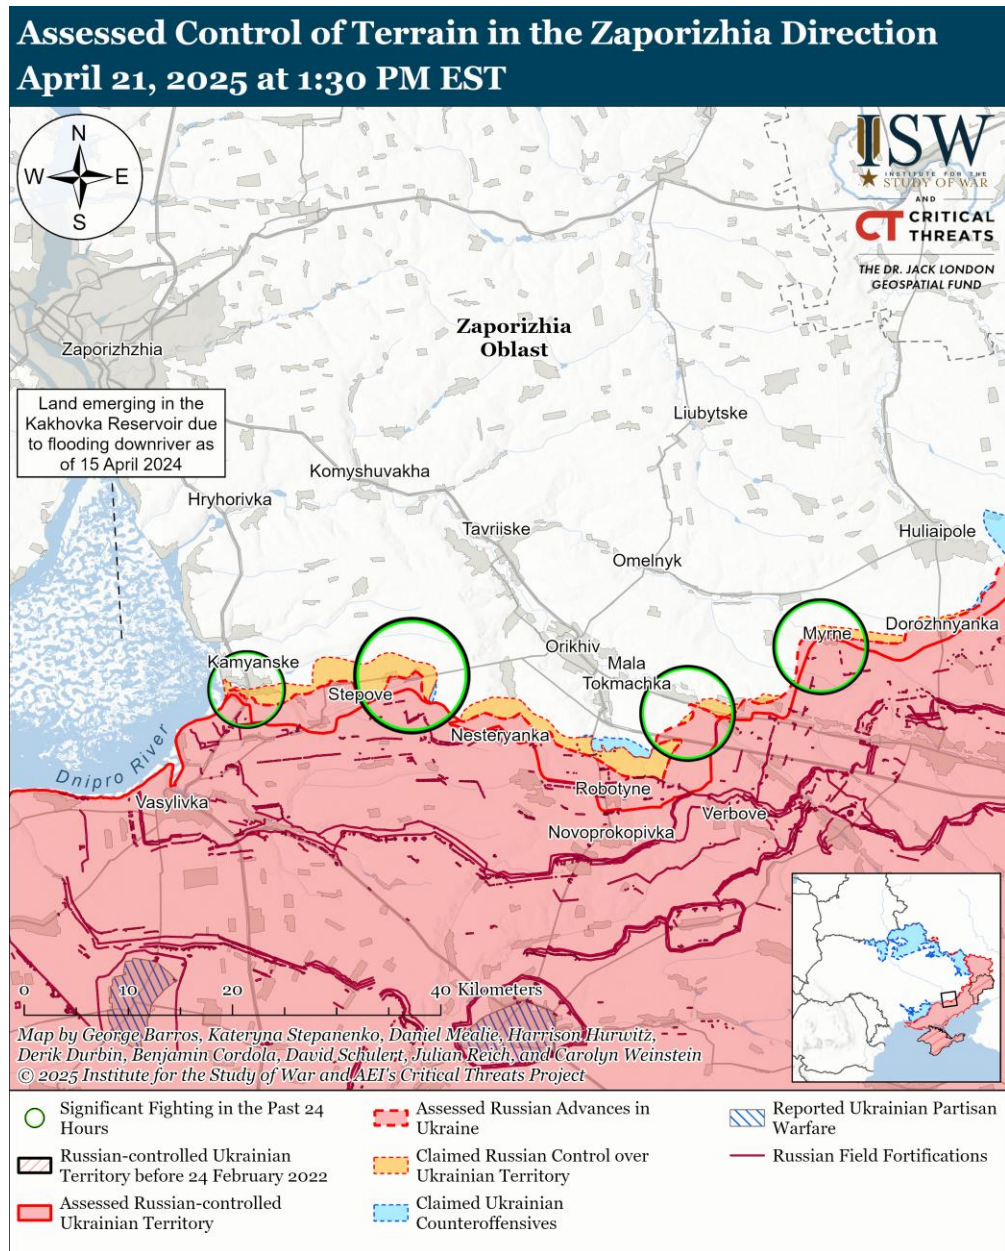 Assessed Control of Terrain in the Zaporizhia Direction
April 21, 2025 at 1:30 PM EST
N
W E
S
ISW
INSTITUTE FOR THE
STUDY OF WAR
AND
CT CRITICAL
THREATS
THE DR. JACK LONDON
GEOSPATIAL FUND
Zaporizhia
Oblast
Zaporizhzhia
Land emerging in the
Kakhovka Reservoir due
to flooding downriver as
of 15 April 2024
Liubytske
Komyshuvakha
Hryhorivka
Tavriiske
Huliaipole
Omelnyk
Dorozhnyanka
Myrne
Orikhiv
Kamyanske
Mala
Tokmachka
Stepove
Nesteryanka
Dnipro River
Robotyne
Vasylivka
Verbove
Novoprokopivka
0 10 20 40 Kilometers
Map by George Barros, Kateryna Stepanenko, Daniel Mealie, Harrison Hurwitz,
Derik Durbin, Benjamin Cordola, David Schulert, Julian Reich, and Carolyn Weinstein
© 2025 Institute for the Study of War and AEI's Critical Threats Project
Significant Fighting in the Past 24
Hours
Russian-controlled Ukrainian
Territory before 24 February 2022
Assessed Russian-controlled
Ukrainian Territory
Assessed Russian Advances in
Ukraine
Claimed Russian Control over
Ukrainian Territory
Claimed Ukrainian
Counteroffensives
Reported Ukrainian Partisan
Warfare
Russian Field Fortifications